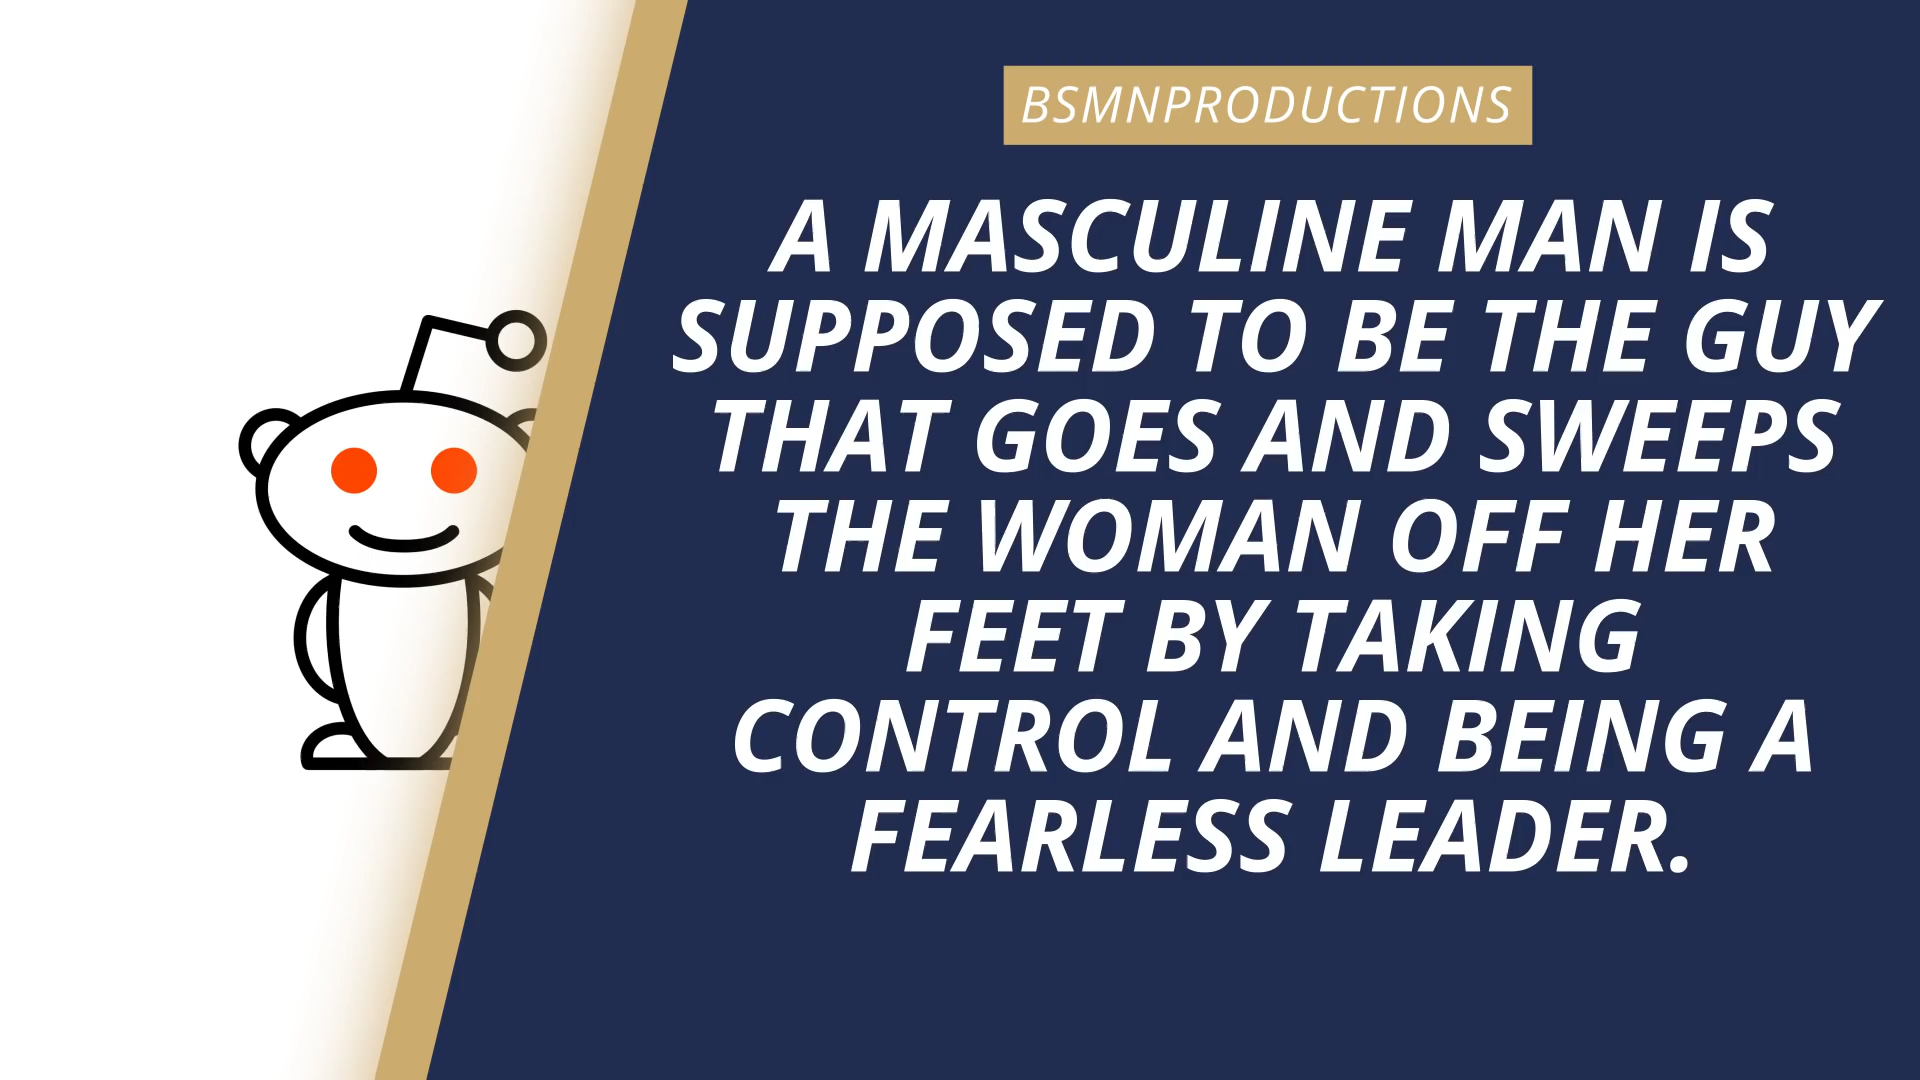 BSMNPRODUCTIONS
A MASCULINE MAN IS
SUPPOSED TO BE THE GUY
THAT GOES AND SWEEPS
THE WOMAN OFF HER
FEET BY TAKING
CONTROL AND BEING A
FEARLESS LEADER.